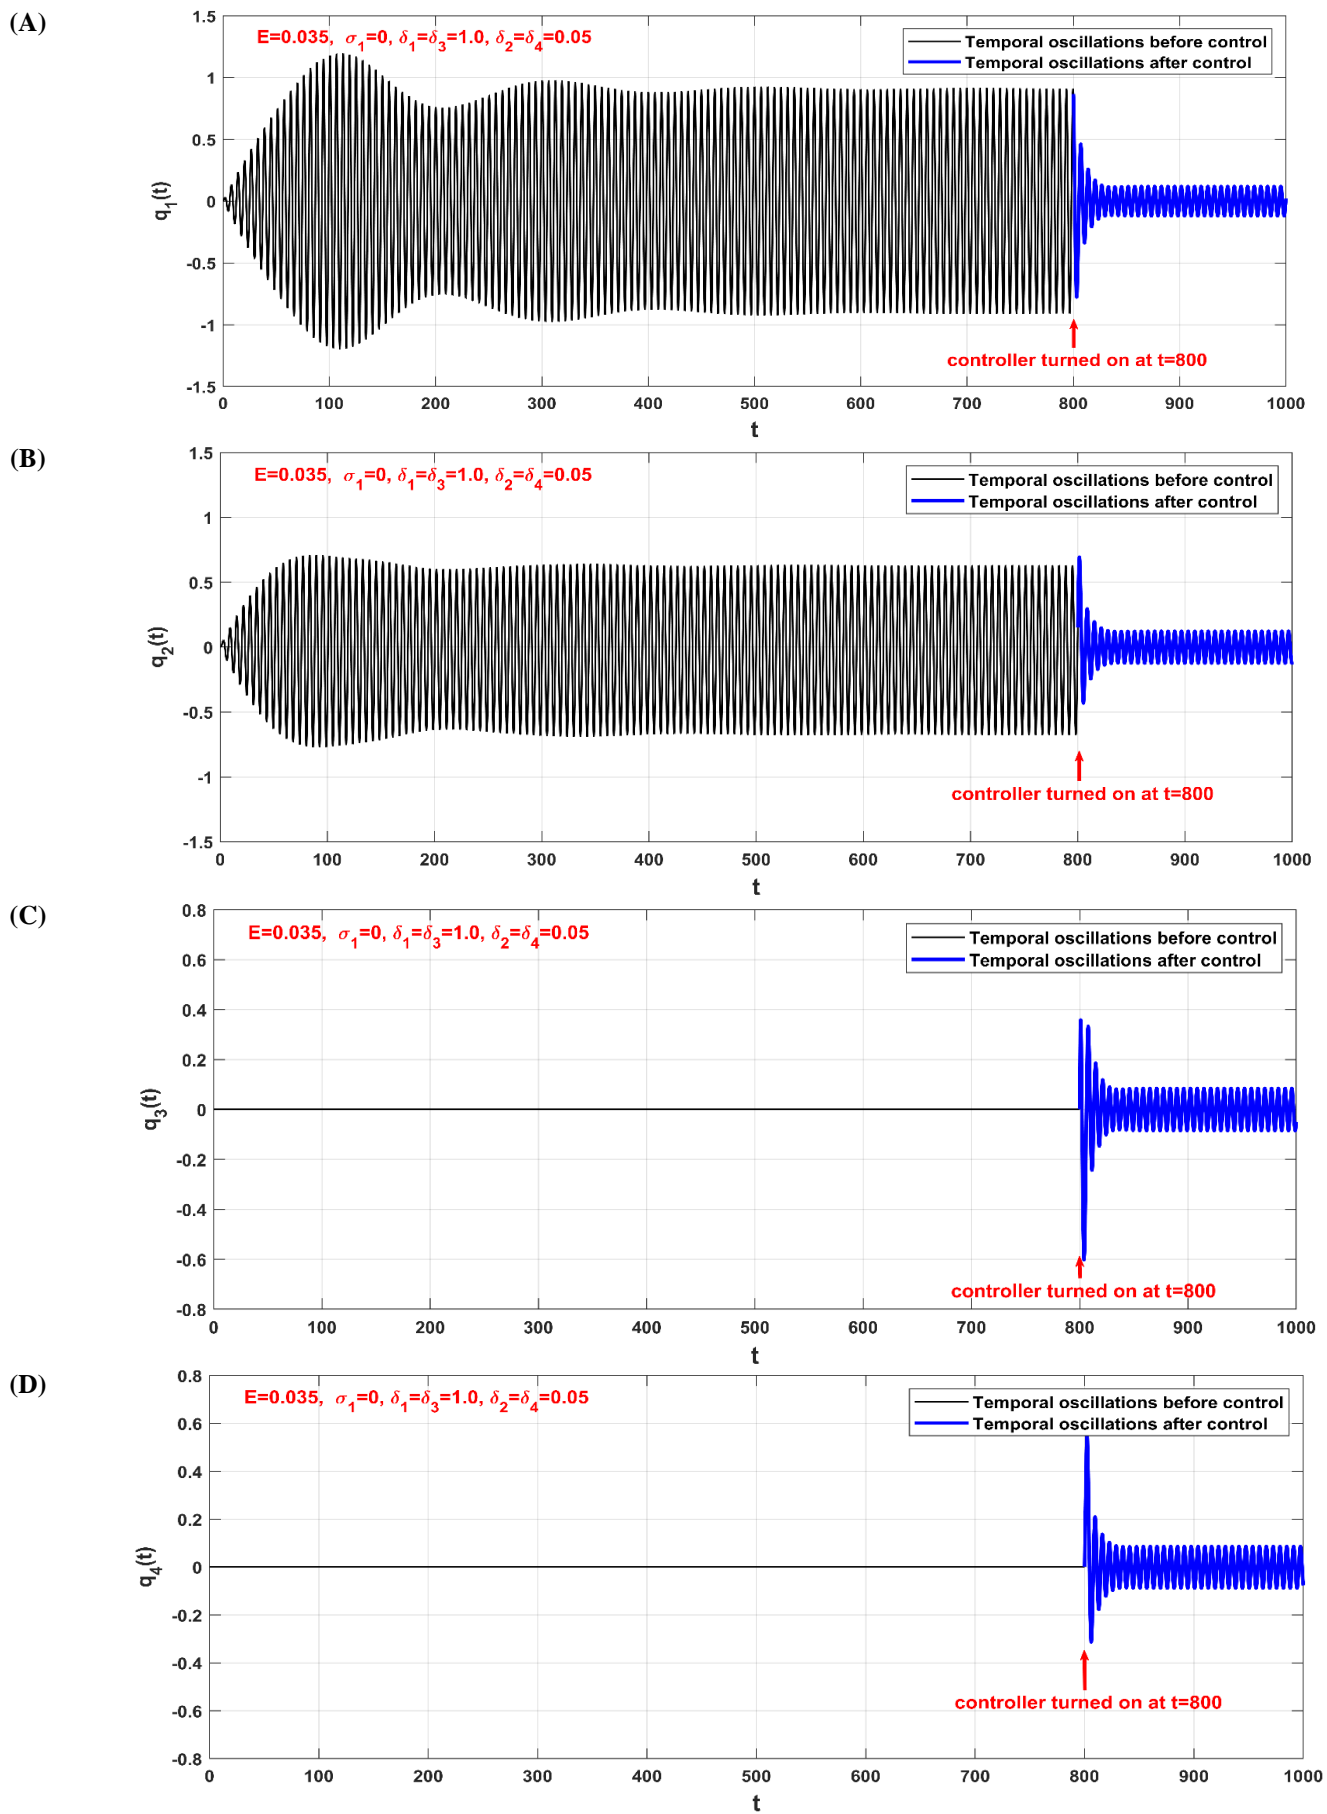 (A)
E=0.035, σ₁=0, δ₁=δ₃=1.0, δ₂=δ₄=0.05
Temporal oscillations before control
Temporal oscillations after control
1.5
1
0.5
0
-0.5
-1
-1.5
q₁(t)
controller turned on at t=800
0 100 200 300 400 500 600 700 800 900 1000
t
(B)
E=0.035, σ₁=0, δ₁=δ₃=1.0, δ₂=δ₄=0.05
Temporal oscillations before control
Temporal oscillations after control
1.5
1
0.5
0
-0.5
-1
-1.5
q₂(t)
controller turned on at t=800
0 100 200 300 400 500 600 700 800 900 1000
t
(C)
E=0.035, σ₁=0, δ₁=δ₃=1.0, δ₂=δ₄=0.05
Temporal oscillations before control
Temporal oscillations after control
0.8
0.6
0.4
0.2
0
-0.2
-0.4
-0.6
-0.8
q₃(t)
controller turned on at t=800
0 100 200 300 400 500 600 700 800 900 1000
t
(D)
E=0.035, σ₁=0, δ₁=δ₃=1.0, δ₂=δ₄=0.05
Temporal oscillations before control
Temporal oscillations after control
0.8
0.6
0.4
0.2
0
-0.2
-0.4
-0.6
-0.8
q₄(t)
controller turned on at t=800
0 100 200 300 400 500 600 700 800 900 1000
t